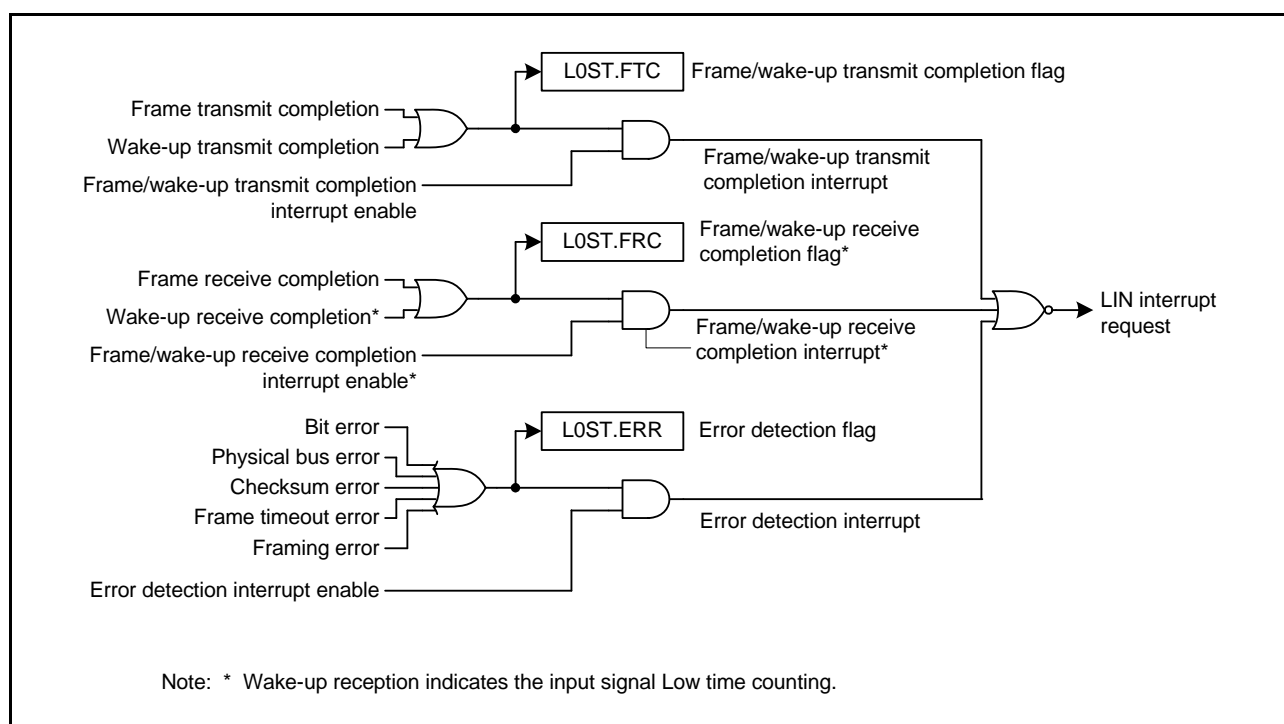 L0ST.FTC
Frame/wake-up transmit completion flag
Frame transmit completion
Wake-up transmit completion
Frame/wake-up transmit completion
interrupt enable
Frame/wake-up transmit
completion interrupt
L0ST.FRC
Frame/wake-up receive
completion flag*
Frame receive completion
Wake-up receive completion*
Frame/wake-up receive completion
interrupt enable*
Frame/wake-up receive
completion interrupt*
LIN interrupt
request
Bit error
Physical bus error
Checksum error
Frame timeout error
Framing error
L0ST.ERR
Error detection flag
Error detection interrupt
Error detection interrupt enable
Note: * Wake-up reception indicates the input signal Low time counting.